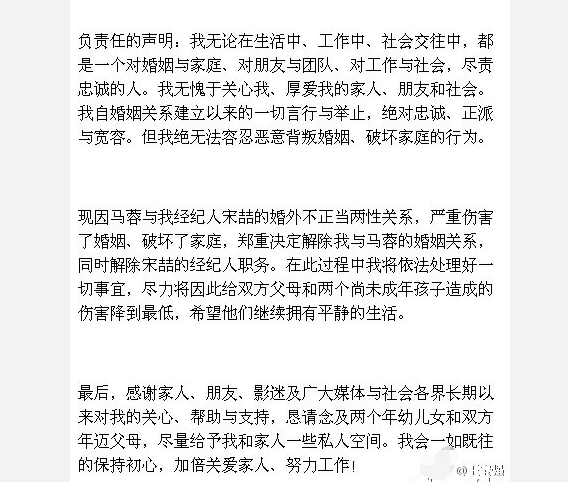 负责任的声明：我无论在生活中、工作中、社会交往中，都
是一个对婚姻与家庭、对朋友与团队、对工作与社会，尽责
忠诚的人。我无愧于关心我、厚爱我的家人、朋友和社会。
我自婚姻关系建立以来的一切言行与举止，绝对忠诚、正派
与宽容。但我绝无法容忍恶意背叛婚姻、破坏家庭的行为。
现因马蓉与我经纪人宋喆的婚外不正当两性关系，严重伤害
了婚姻、破坏了家庭，郑重决定解除我与马蓉的婚姻关系，
同时解除宋喆的经纪人职务。在此过程中我将依法处理好一
切事宜，尽力将因此给双方父母和两个尚未成年孩子造成的
伤害降到最低，希望他们继续拥有平静的生活。
最后，感谢家人、朋友、影迷及广大媒体与社会各界长期以
来对我的关心、帮助与支持，恳请念及两个年幼儿女和双方
年迈父母，尽量给予我和家人一些私人空间。我会一如既往
的保持初心，加倍关爱家人、努力工作！